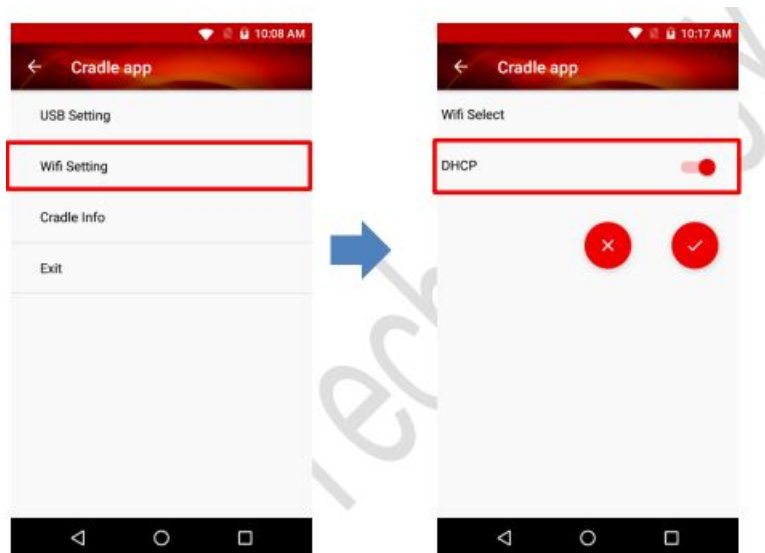 10:08 AM
Cradle app
USB Setting
Wifi Setting
Cradle Info
Exit
10:17 AM
Cradle app
Wifi Select
DHCP